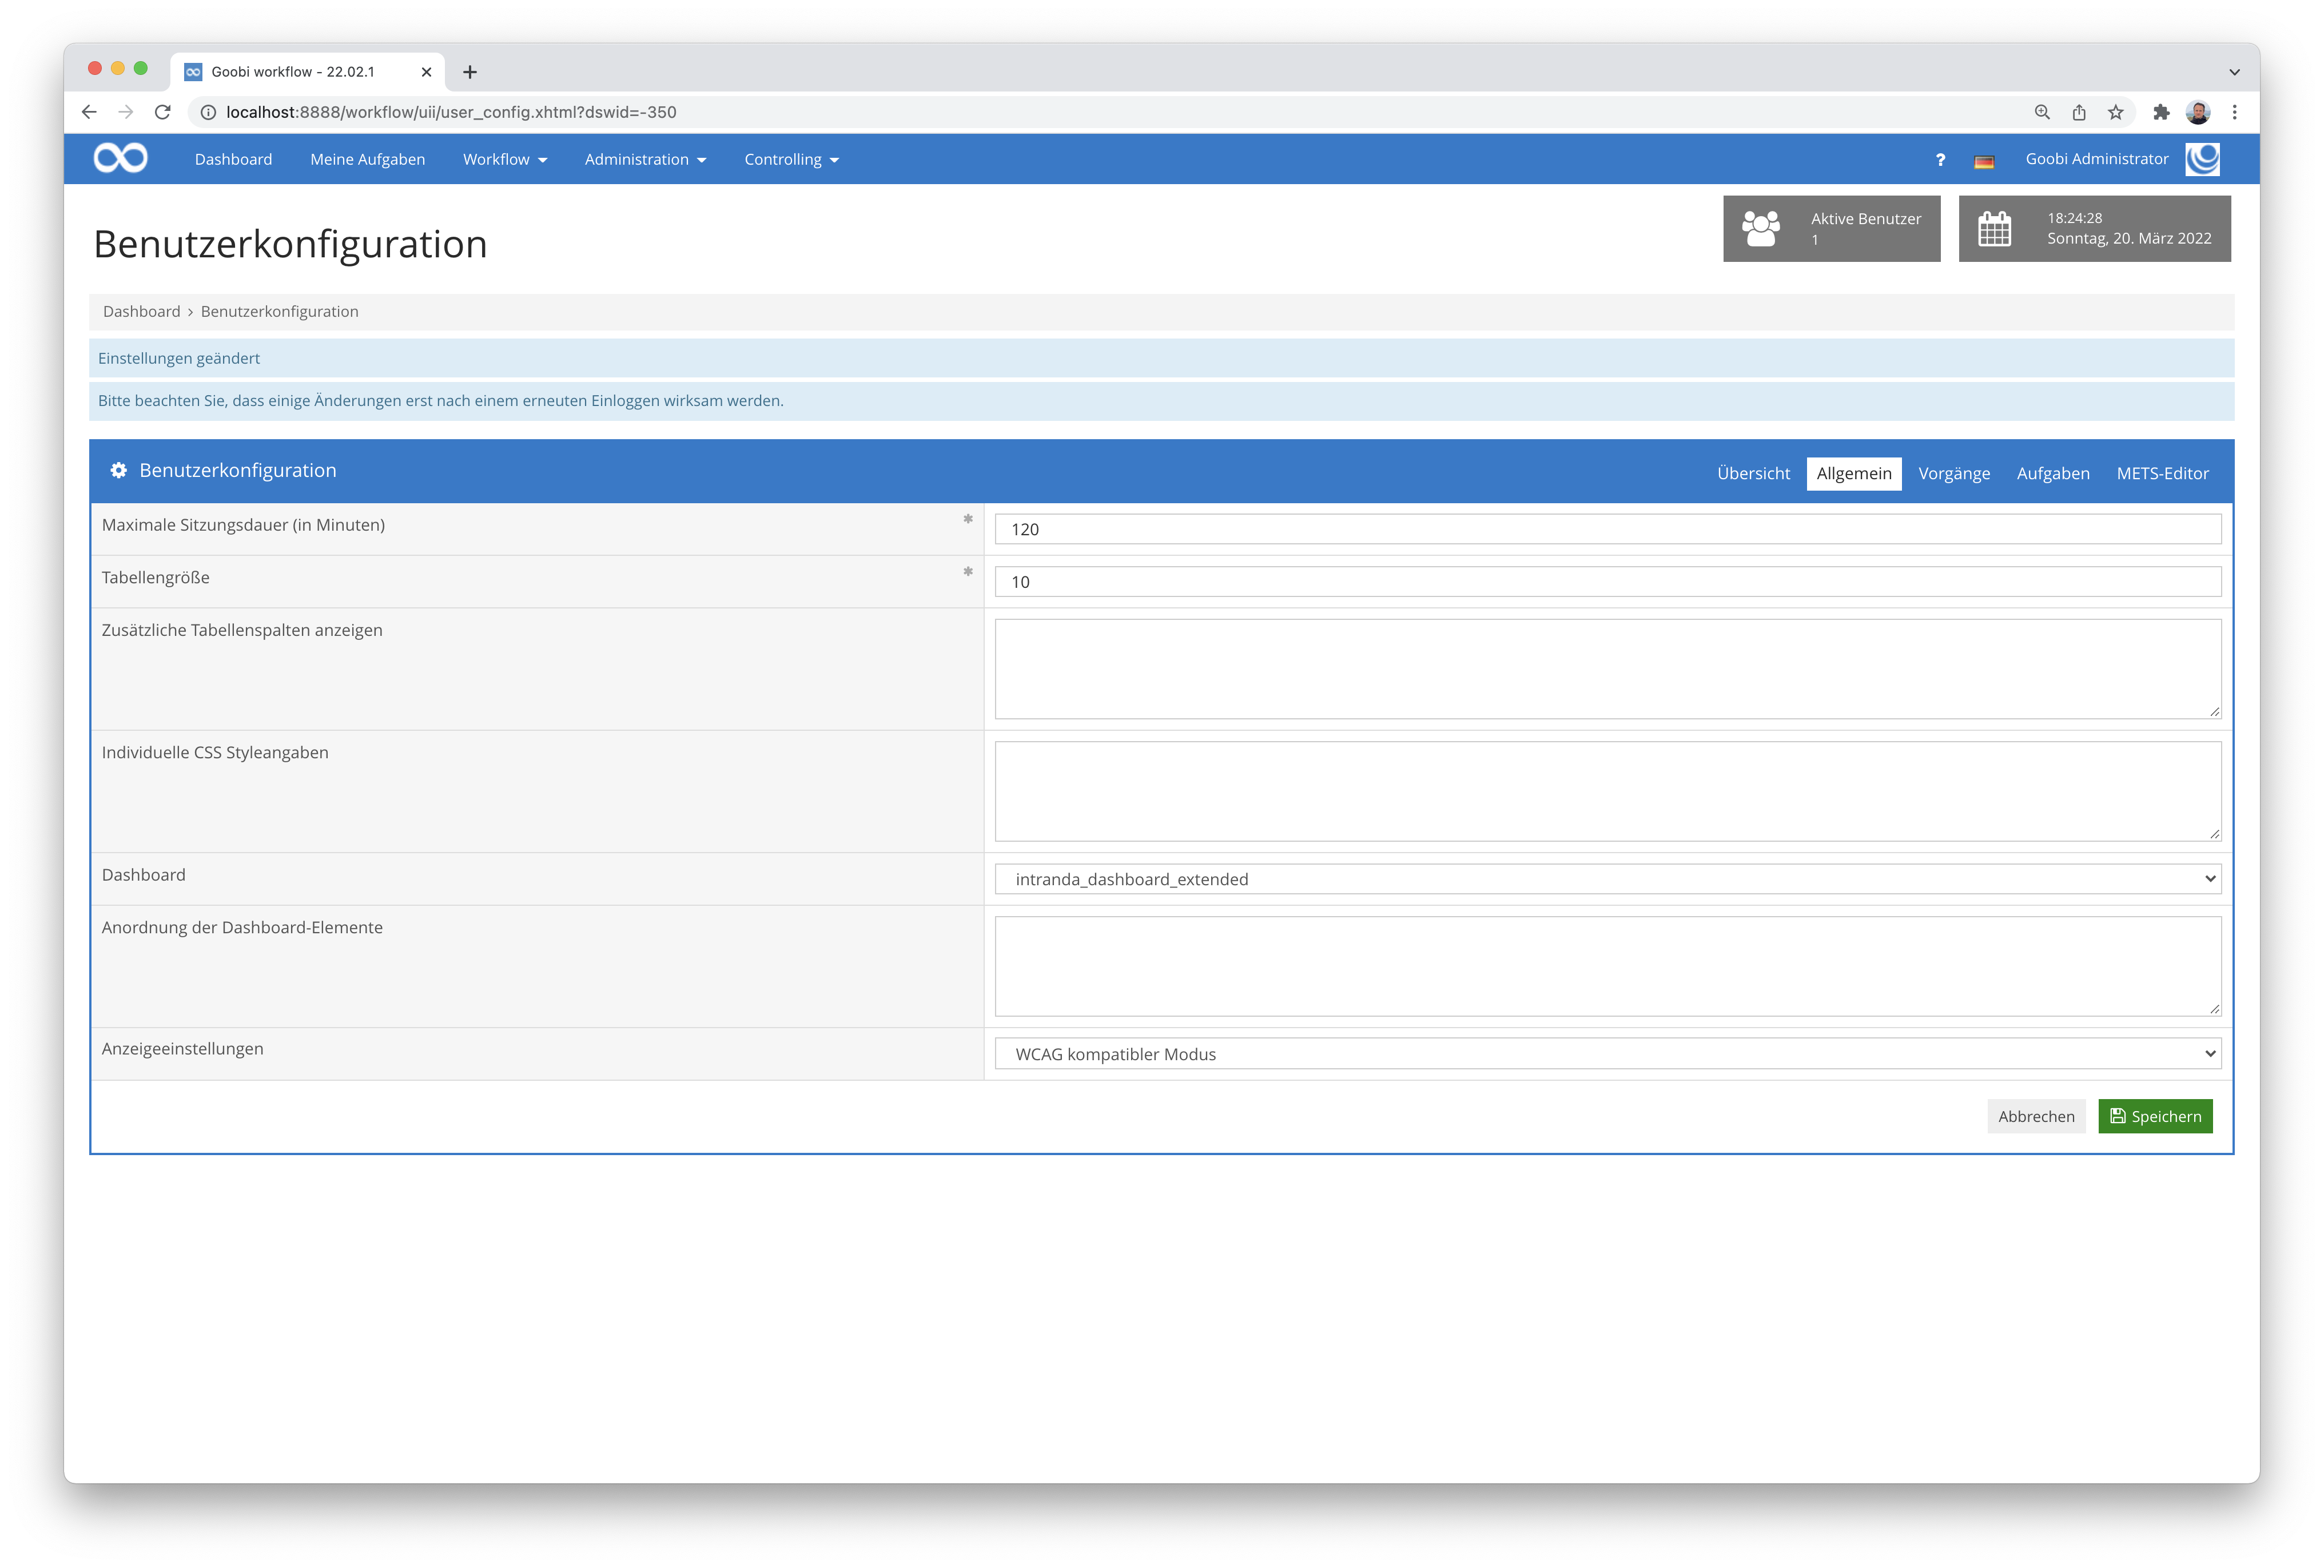 Goobi workflow - 22.02.1
localhost:8888/workflow/uii/user_config.xhtml?dswid=-350
Dashboard
Meine Aufgaben
Workflow
Administration
Controlling
?
Goobi Administrator
Benutzerkonfiguration
Aktive Benutzer
1
18:24:28
Sonntag, 20. März 2022
Dashboard › Benutzerkonfiguration
Einstellungen geändert
Bitte beachten Sie, dass einige Änderungen erst nach einem erneuten Einloggen wirksam werden.
Benutzerkonfiguration
Übersicht
Allgemein
Vorgänge
Aufgaben
METS-Editor
Maximale Sitzungsdauer (in Minuten) *
120
Tabellengröße *
10
Zusätzliche Tabellenspalten anzeigen
Individuelle CSS Styleangaben
Dashboard
intranda_dashboard_extended
Anordnung der Dashboard-Elemente
Anzeigeeinstellungen
WCAG kompatibler Modus
Abbrechen
Speichern